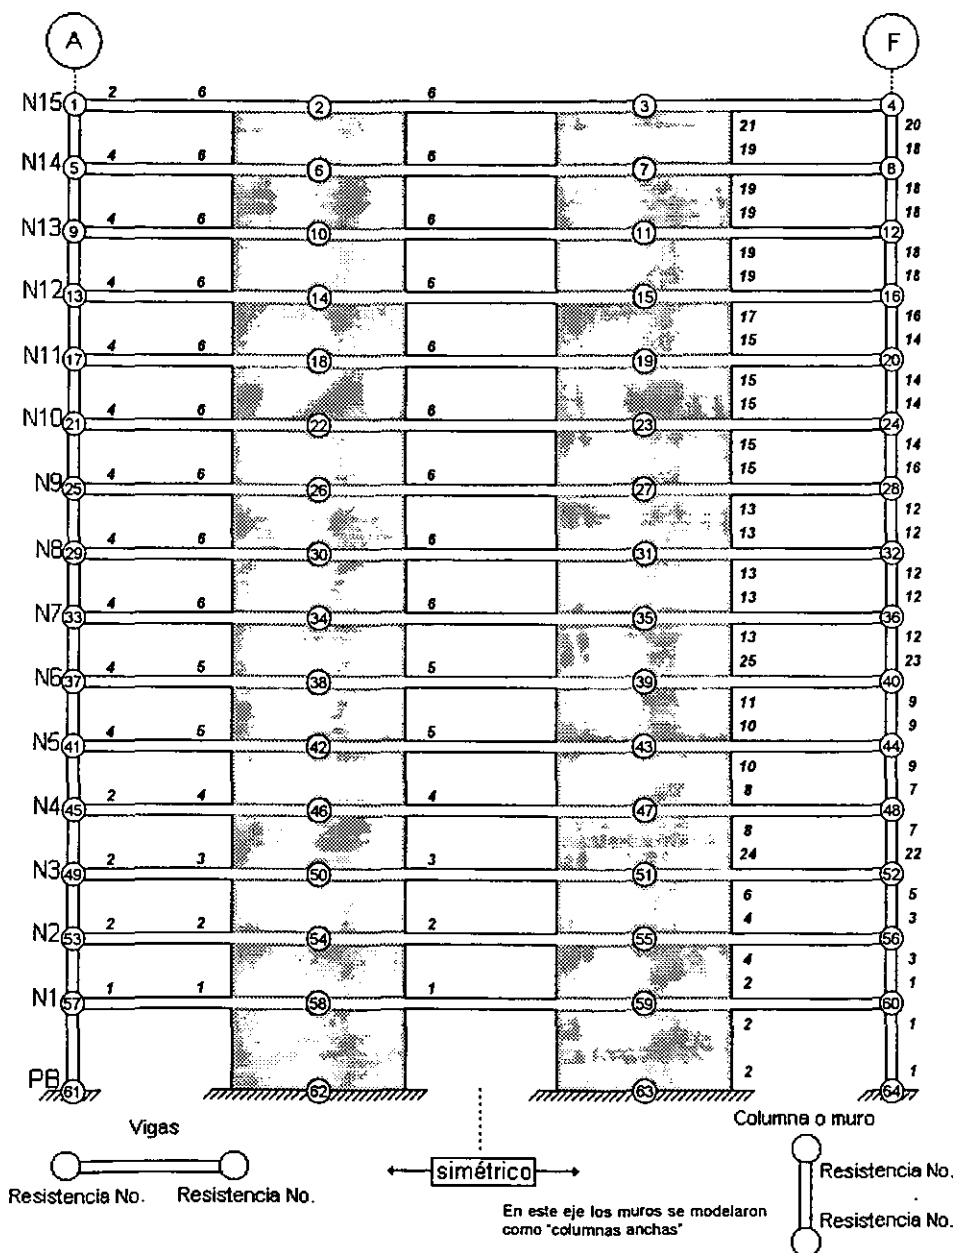 A F
N15 1 2 6 2 6 3 4
21 20
19 18
N14 5 4 6 6 6 7 8
19 18
19 18
N13 9 4 6 10 6 11 12
19 18
19 18
N12 13 4 6 14 6 15 16
17 16
15 14
N11 17 4 6 18 6 19 20
15 14
15 14
N10 21 4 6 22 6 23 24
15 14
15 16
N9 25 4 6 26 6 27 28
13 12
13 12
N8 29 4 6 30 6 31 32
13 12
13 12
N7 33 4 6 34 6 35 36
13 12
25 23
N6 37 4 5 38 5 39 40
11 9
10 9
N5 41 4 5 42 5 43 44
10 9
8 7
N4 45 2 4 46 4 47 48
8 7
24 22
N3 49 2 3 50 3 51 52
6 5
4 3
N2 53 2 2 54 2 55 56
4 3
2 1
N1 57 1 1 58 1 59 60
2 1
2 1
PB 61 62 63 64
Vigas
Resistencia No. Resistencia No.
simétrico
En este eje los muros se modelaron
como "columnas anchas"
Columna o muro
Resistencia No.
Resistencia No.